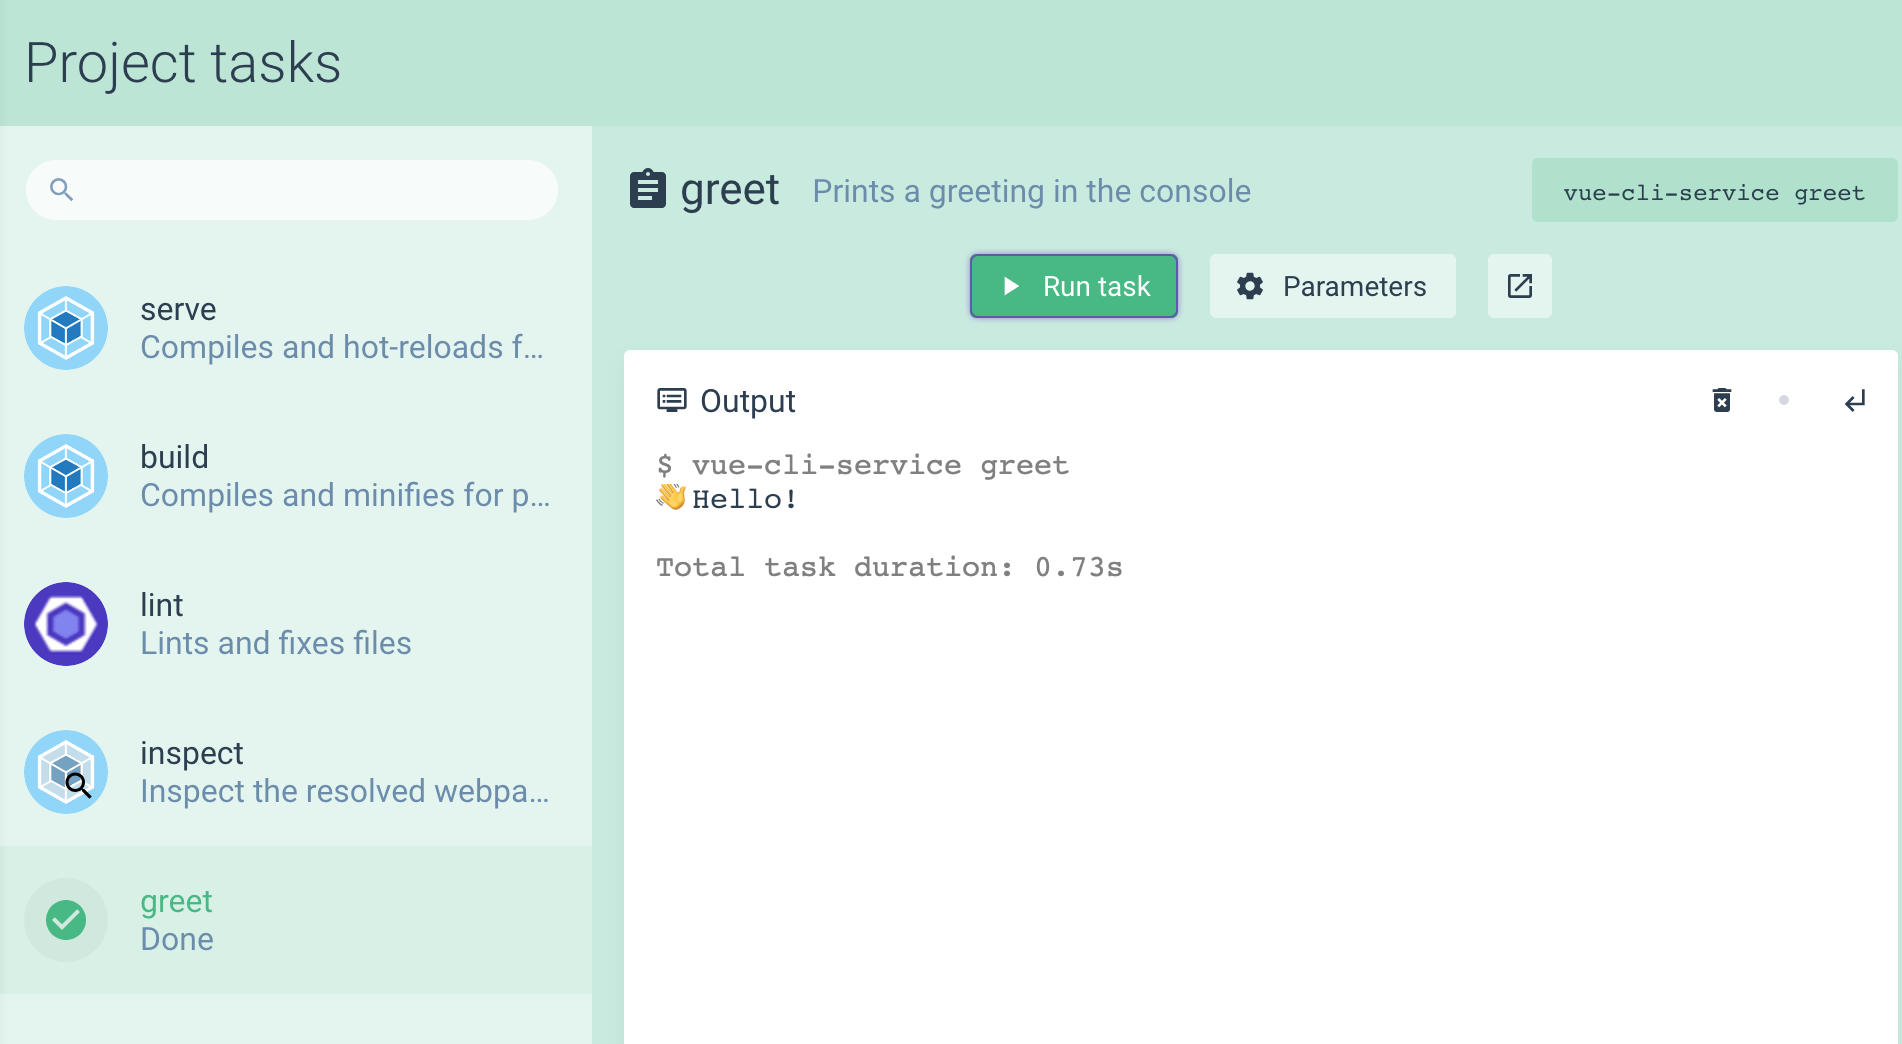 Project tasks
serve
Compiles and hot-reloads f...
build
Compiles and minifies for p...
lint
Lints and fixes files
inspect
Inspect the resolved webpa...
greet
Done
greet Prints a greeting in the console
vue-cli-service greet
Run task
Parameters
Output
$ vue-cli-service greet
👋Hello!
Total task duration: 0.73s